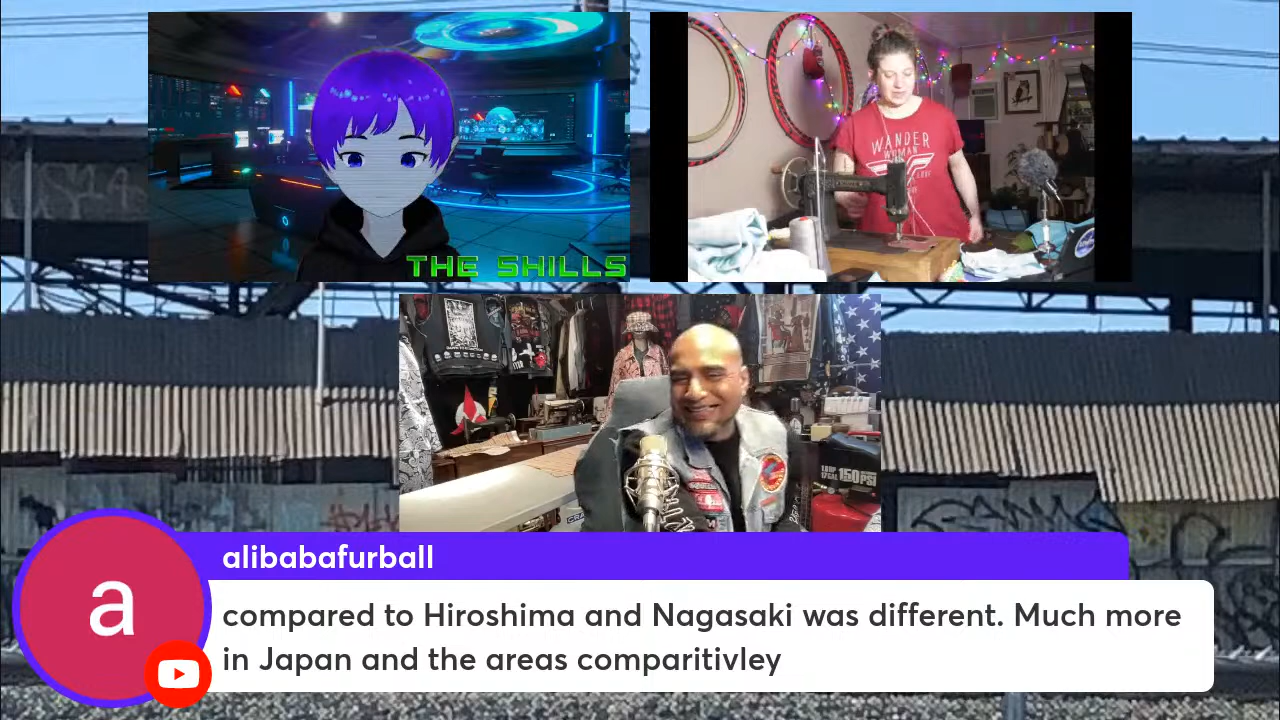 THE SHILLS
WANDER
WOMAN
150 PSI
a
alibabafurball
compared to Hiroshima and Nagasaki was different. Much more
in Japan and the areas comparitivley